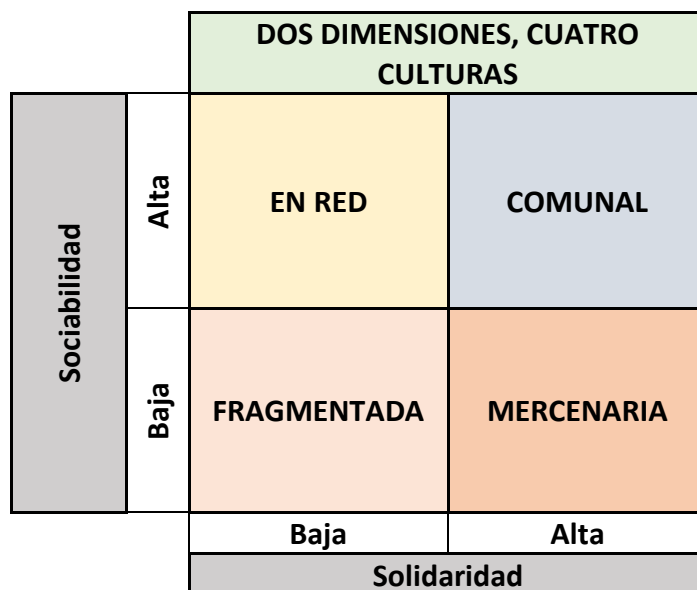 DOS DIMENSIONES, CUATRO
CULTURAS
Sociabilidad
Alta
EN RED
COMUNAL
Baja
FRAGMENTADA
MERCENARIA
Baja
Alta
Solidaridad